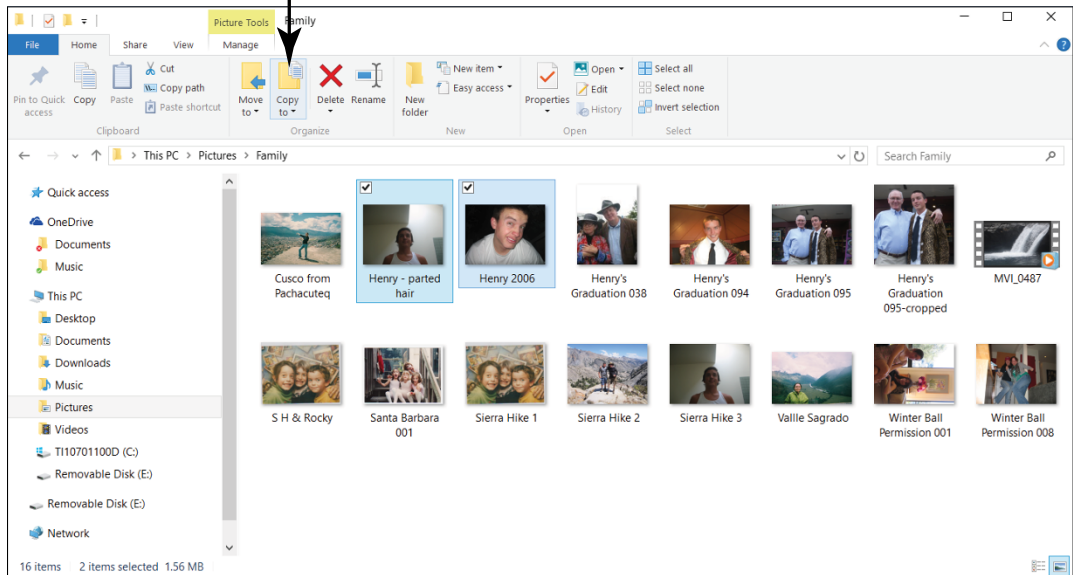 Picture Tools Family
File Home Share View Manage
Pin to Quick access
Copy
Paste
Cut
Copy path
Paste shortcut
Clipboard
Move to
Copy to
Delete
Rename
Organize
New folder
New item
Easy access
New
Properties
Open
Edit
History
Open
Select all
Select none
Invert selection
Select
This PC > Pictures > Family
Search Family
Quick access
OneDrive
Documents
Music
This PC
Desktop
Documents
Downloads
Music
Pictures
Videos
TI10701100D (C:)
Removable Disk (E:)
Removable Disk (E:)
Network
Cusco from
Pachacuteq
Henry - parted
hair
Henry 2006
Henry's
Graduation 038
Henry's
Graduation 094
Henry's
Graduation 095
Henry's
Graduation
095-cropped
MVI_0487
S H & Rocky
Santa Barbara
001
Sierra Hike 1
Sierra Hike 2
Sierra Hike 3
Vallle Sagrado
Winter Ball
Permission 001
Winter Ball
Permission 008
16 items 2 items selected 1.56 MB